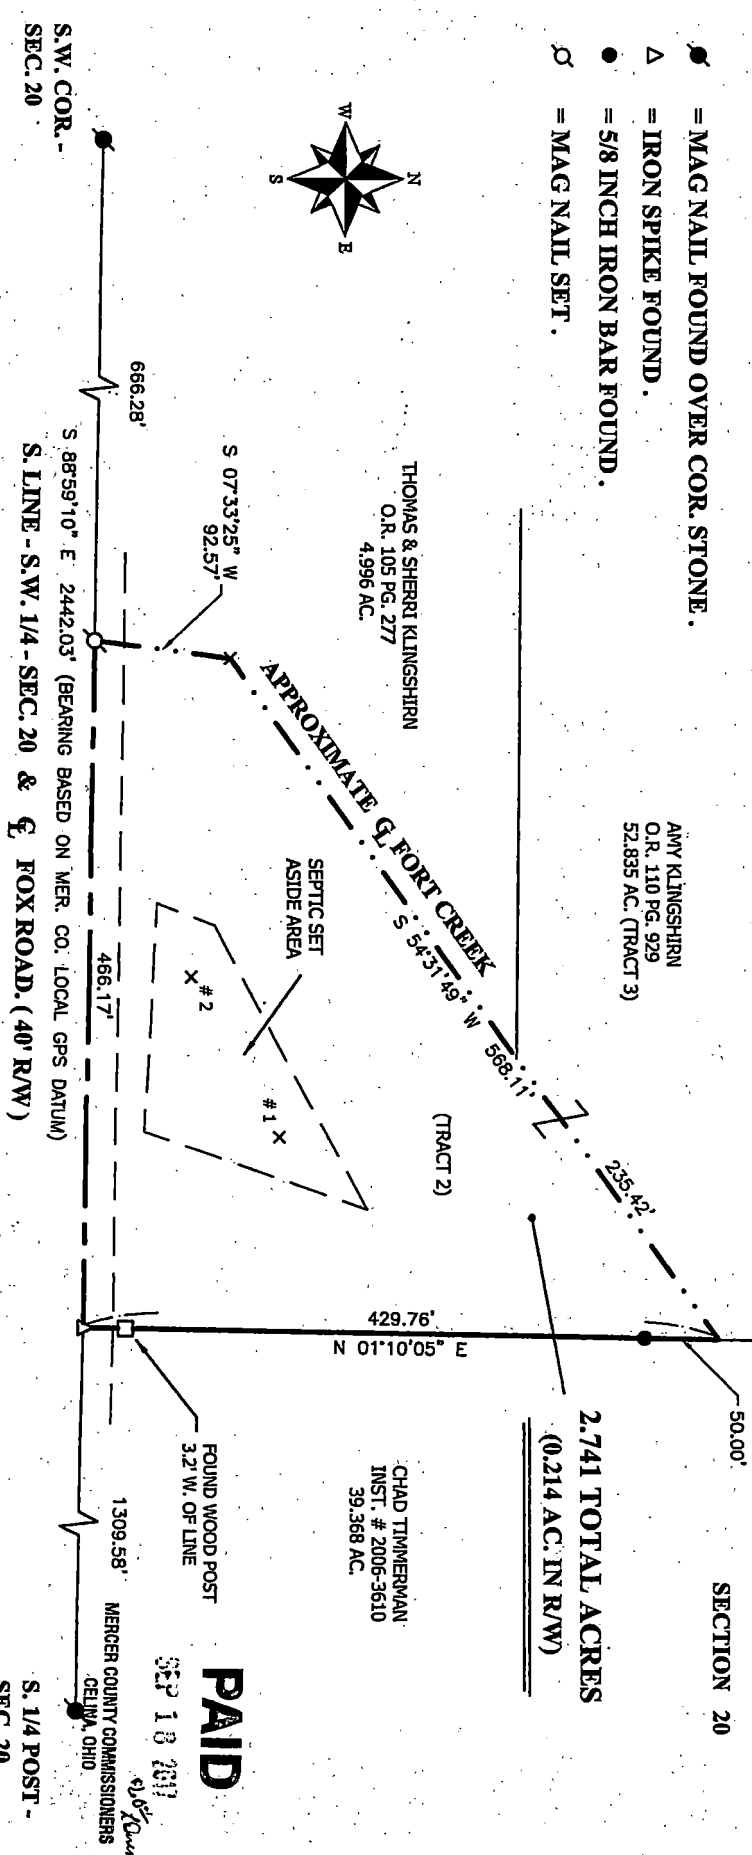 = MAG NAIL FOUND OVER COR. STONE .
= IRON SPIKE FOUND .
= 5/8 INCH IRON BAR FOUND .
= MAG NAIL SET .
N
W
E
S
SECTION 20
AMY KLINGSHIRN
O.R. 110 PG. 929
52.835 AC. (TRACT 3)
THOMAS & SHERRI KLINGSHIRN
O.R. 105 PG. 277
4.996 AC.
50.00'
235.42'
APPROXIMATE ℄ FORT CREEK
S 54°31'49" W 568.11'
2.741 TOTAL ACRES
(0.214 AC. IN R/W)
(TRACT 2)
429.76'
N 01°10'05" E
CHAD TIMMERMAN
INST. # 2006-3610
39.368 AC.
S 07°33'25" W
92.57'
SEPTIC SET
ASIDE AREA
# 1
# 2
FOUND WOOD POST
3.2' W. OF LINE
PAID
SEP 18 2017
MERCER COUNTY COMMISSIONERS
CELINA, OHIO
666.28'
466.17'
1309.58'
S.W. COR. -
SEC. 20
S 88°59'10" E 2442.03' (BEARING BASED ON MER. CO. LOCAL GPS DATUM)
S. LINE - S.W. 1/4 - SEC. 20 & ℄ FOX ROAD. ( 40' R/W )
S. 1/4 POST -
SEC. 20